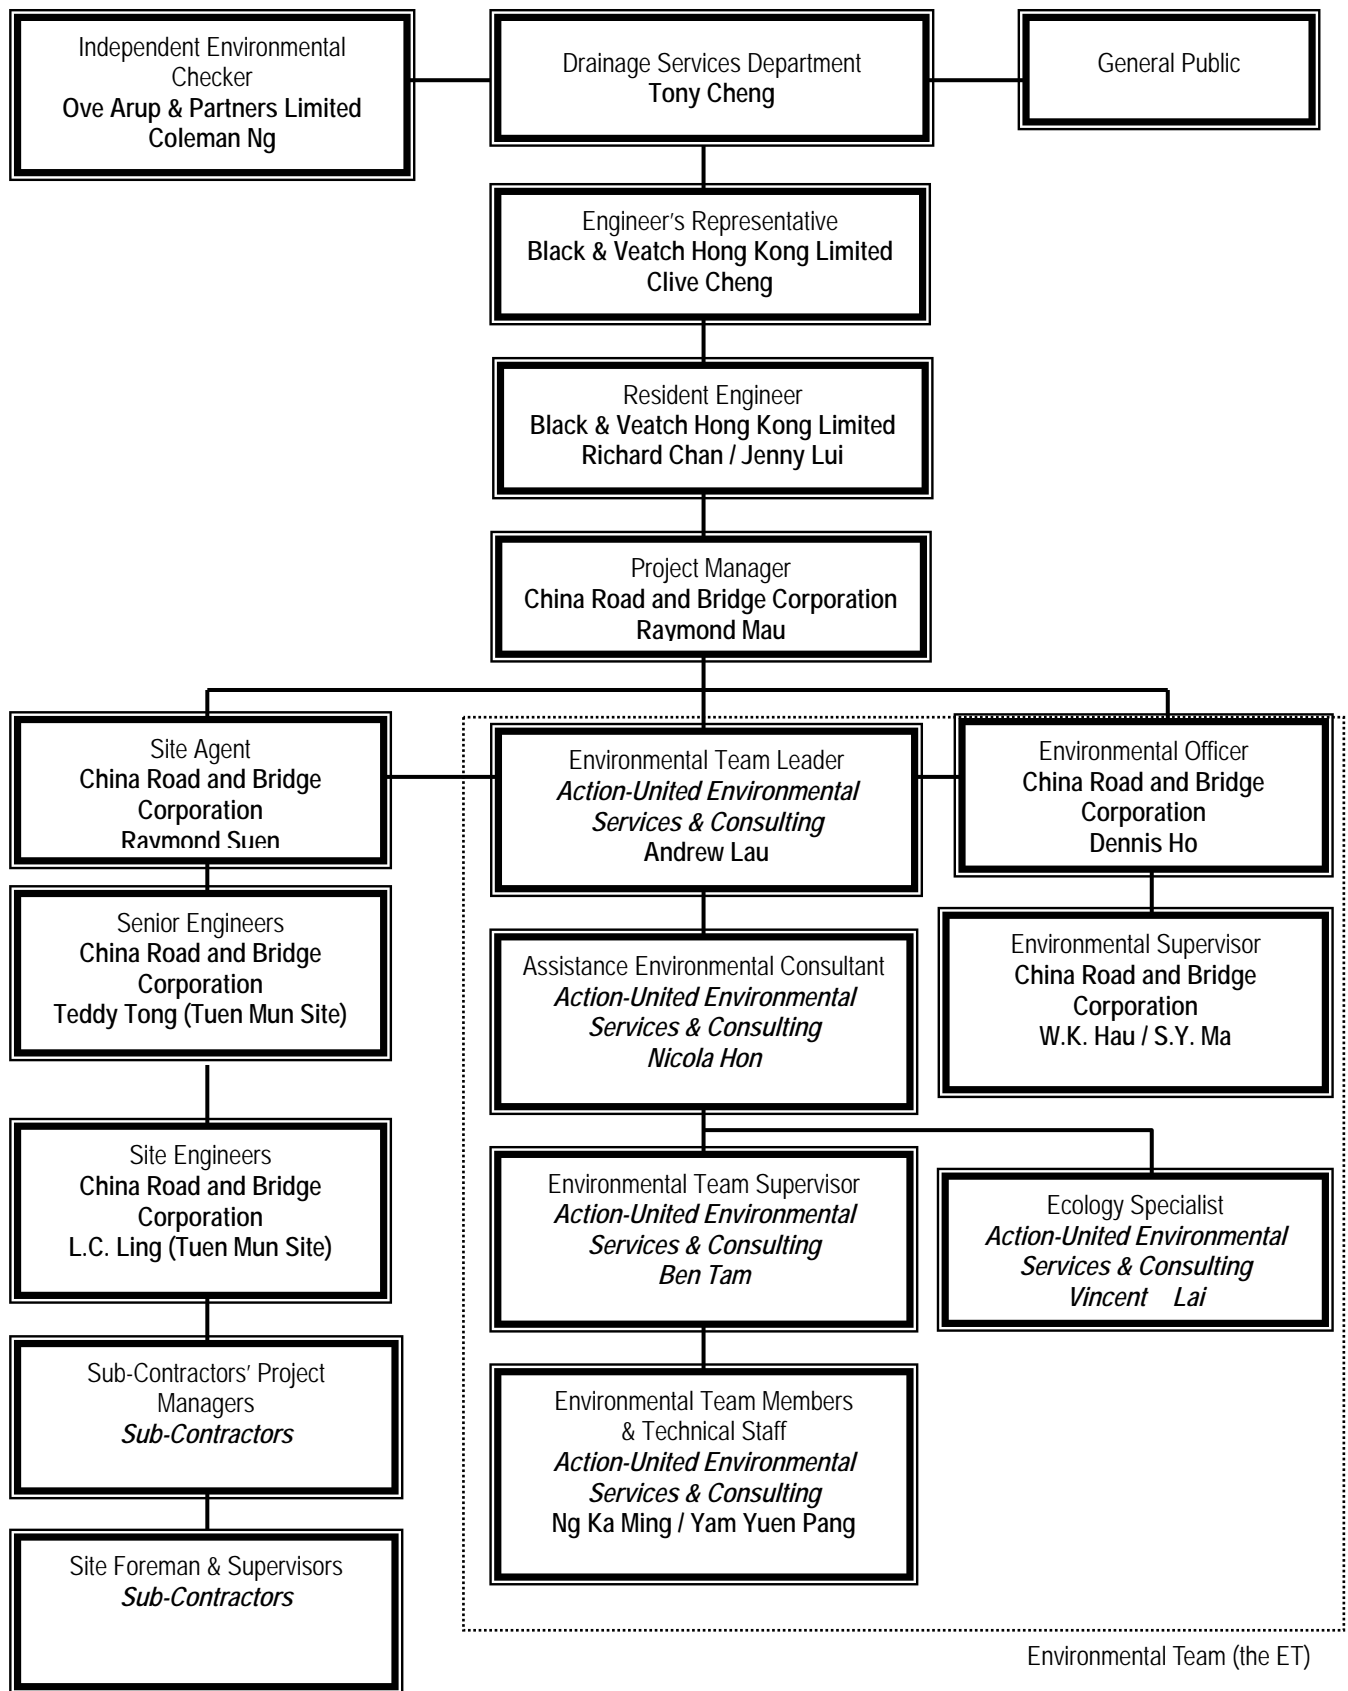 Independent Environmental
Checker
Ove Arup & Partners Limited
Coleman Ng
Drainage Services Department
Tony Cheng
General Public
Engineer's Representative
Black & Veatch Hong Kong Limited
Clive Cheng
Resident Engineer
Black & Veatch Hong Kong Limited
Richard Chan / Jenny Lui
Project Manager
China Road and Bridge Corporation
Raymond Mau
Site Agent
China Road and Bridge
Corporation
Raymond Suen
Environmental Team Leader
Action-United Environmental
Services & Consulting
Andrew Lau
Environmental Officer
China Road and Bridge
Corporation
Dennis Ho
Senior Engineers
China Road and Bridge
Corporation
Teddy Tong (Tuen Mun Site)
Assistance Environmental Consultant
Action-United Environmental
Services & Consulting
Nicola Hon
Environmental Supervisor
China Road and Bridge
Corporation
W.K. Hau / S.Y. Ma
Site Engineers
China Road and Bridge
Corporation
L.C. Ling (Tuen Mun Site)
Environmental Team Supervisor
Action-United Environmental
Services & Consulting
Ben Tam
Ecology Specialist
Action-United Environmental
Services & Consulting
Vincent Lai
Sub-Contractors' Project
Managers
Sub-Contractors
Environmental Team Members
& Technical Staff
Action-United Environmental
Services & Consulting
Ng Ka Ming / Yam Yuen Pang
Site Foreman & Supervisors
Sub-Contractors
Environmental Team (the ET)